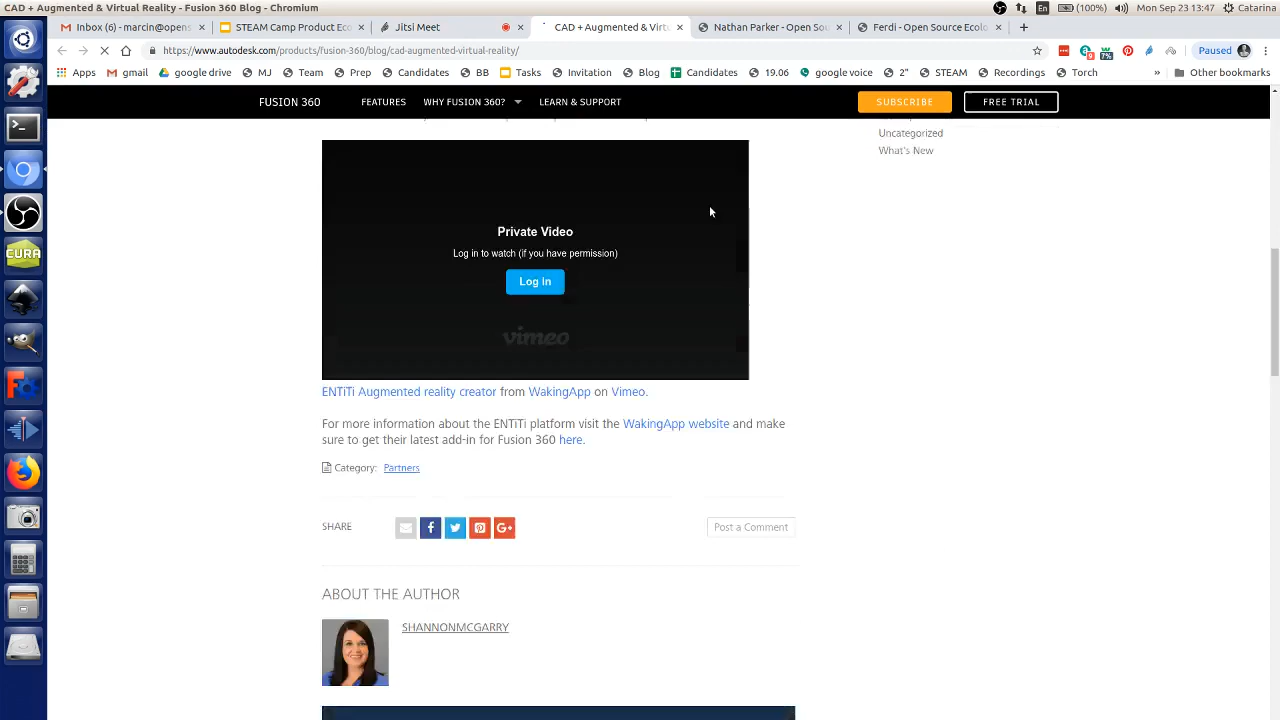 CAD + Augmented & Virtual Reality - Fusion 360 Blog - Chromium
En (100%) Mon Sep 23 13:47 Catarina
Inbox (6) - marcin@opens
STEAM Camp Product Ec
Jitsi Meet
CAD + Augmented & Virtu
Nathan Parker - Open Sou
Ferdi - Open Source Ecolo
https://www.autodesk.com/products/fusion-360/blog/cad-augmented-virtual-reality/
Paused
Apps gmail google drive MJ Team Prep Candidates BB Tasks Invitation Blog Candidates 19.06 google voice 2" STEAM Recordings Torch » Other bookmarks
FUSION 360 FEATURES WHY FUSION 360? LEARN & SUPPORT SUBSCRIBE FREE TRIAL
Uncategorized
What's New
Private Video
Log in to watch (if you have permission)
Log In
vimeo
ENTiTi Augmented reality creator from WakingApp on Vimeo.
For more information about the ENTiTi platform visit the WakingApp website and make
sure to get their latest add-in for Fusion 360 here.
Category: Partners
SHARE
Post a Comment
ABOUT THE AUTHOR
SHANNONMCGARRY
CURA